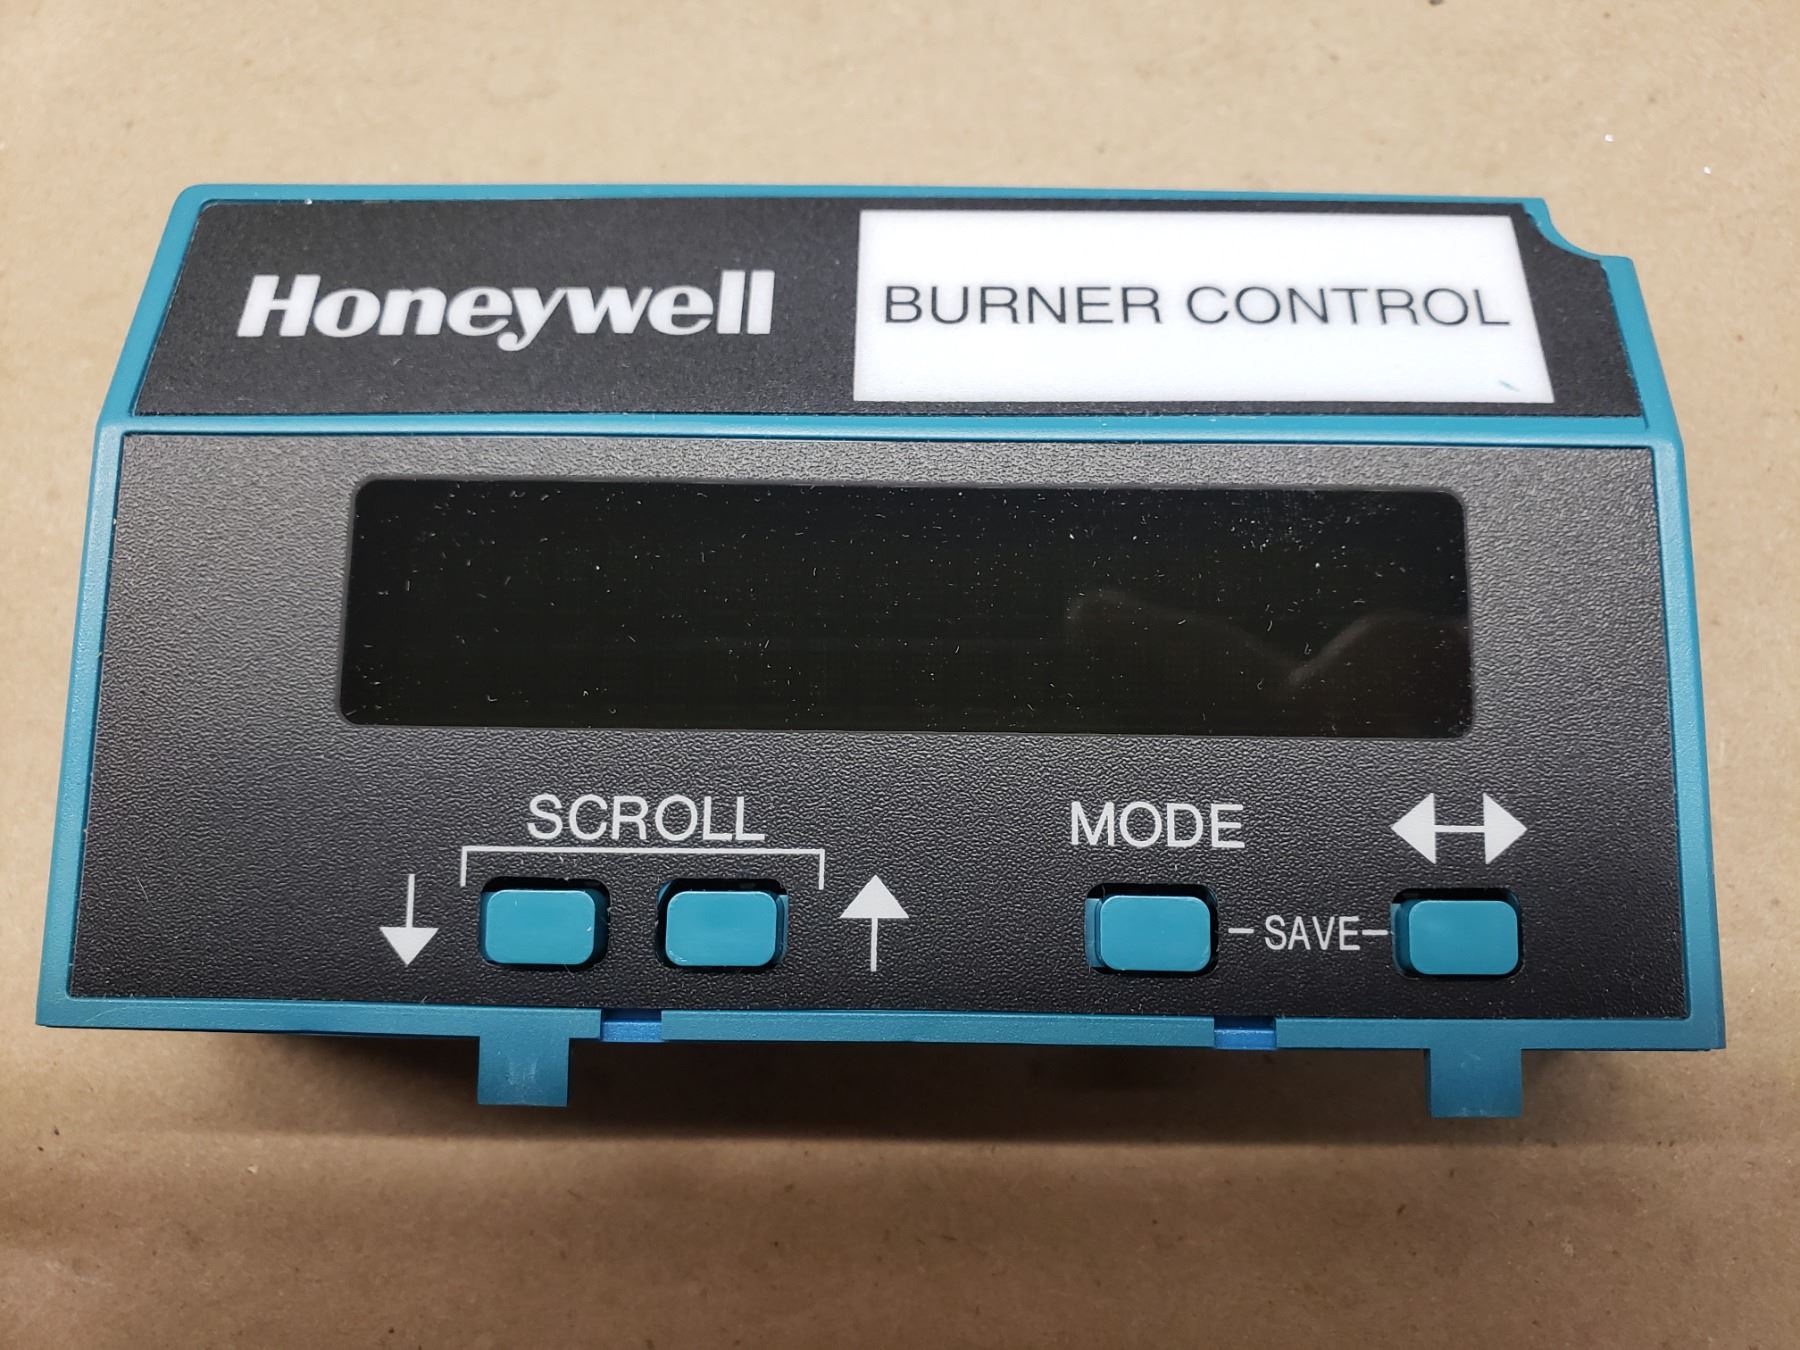 Honeywell
BURNER CONTROL
SCROLL
MODE
SAVE